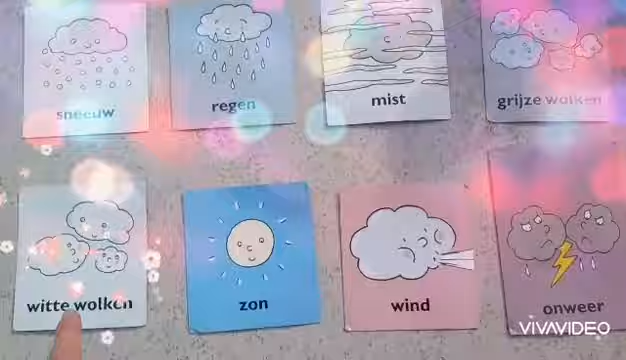 sneeuw
regen
mist
grijze wolken
witte wolken
zon
wind
onweer
VIVAVIDEO